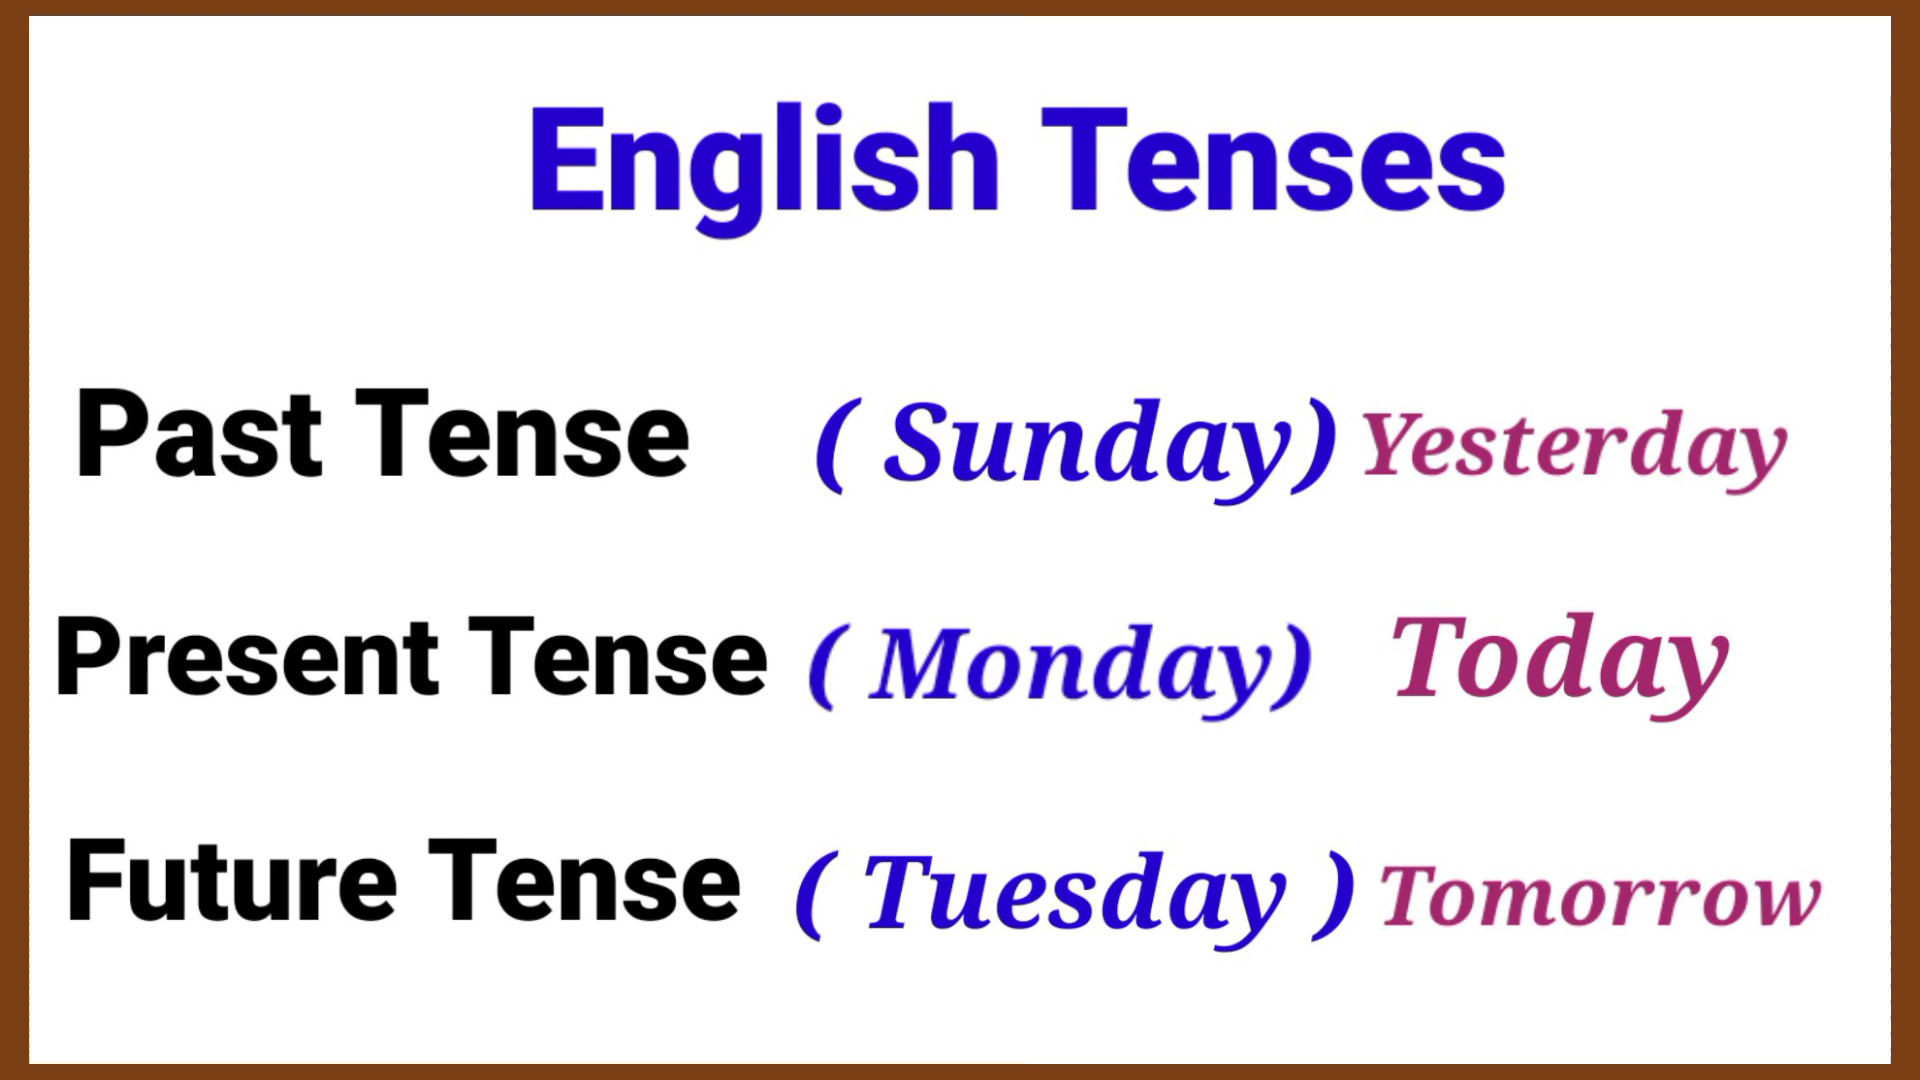 English Tenses
Past Tense ( Sunday) Yesterday
Present Tense ( Monday) Today
Future Tense ( Tuesday ) Tomorrow